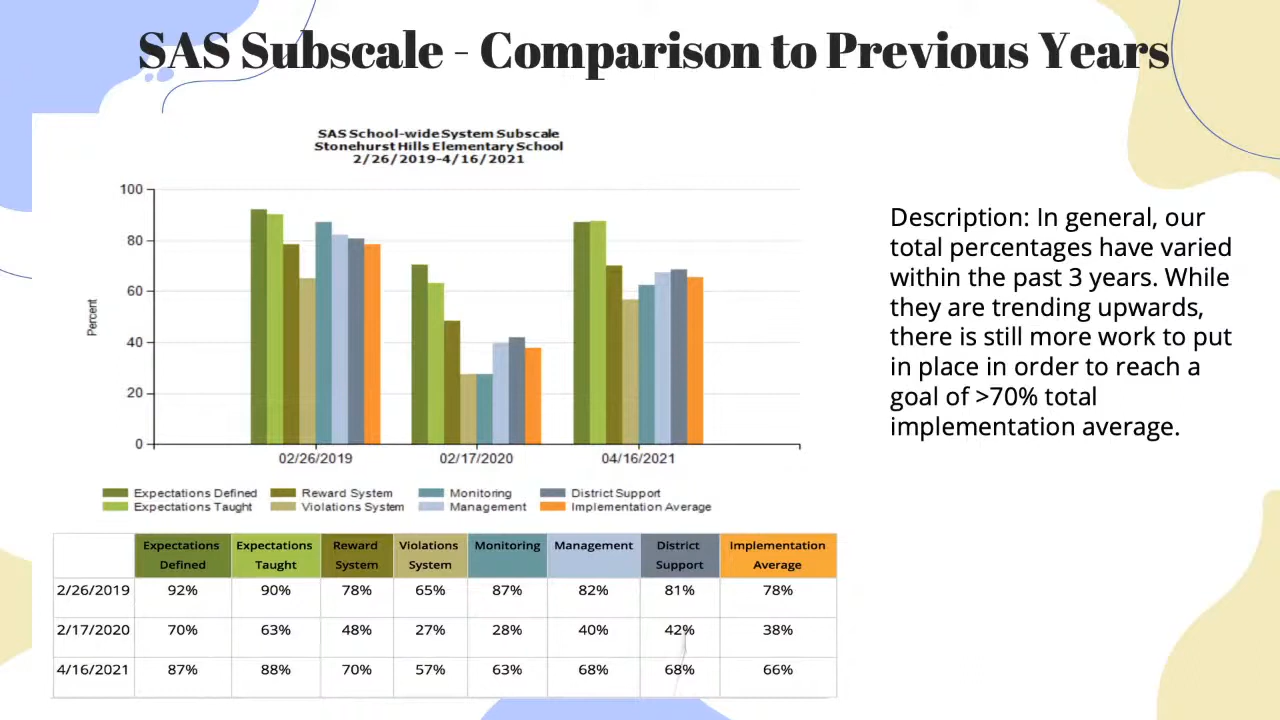 SAS Subscale - Comparison to Previous Years
SAS School-wide System Subscale
Stonehurst Hills Elementary School
2/26/2019-4/16/2021
100
80
60
40
20
0
Percent
02/26/2019 02/17/2020 04/16/2021
Expectations Defined Reward System Monitoring District Support
Expectations Taught Violations System Management Implementation Average
Expectations Defined Expectations Taught Reward System Violations System Monitoring Management District Support Implementation Average
2/26/2019 92% 90% 78% 65% 87% 82% 81% 78%
2/17/2020 70% 63% 48% 27% 28% 40% 42% 38%
4/16/2021 87% 88% 70% 57% 63% 68% 68% 66%
Description: In general, our
total percentages have varied
within the past 3 years. While
they are trending upwards,
there is still more work to put
in place in order to reach a
goal of >70% total
implementation average.